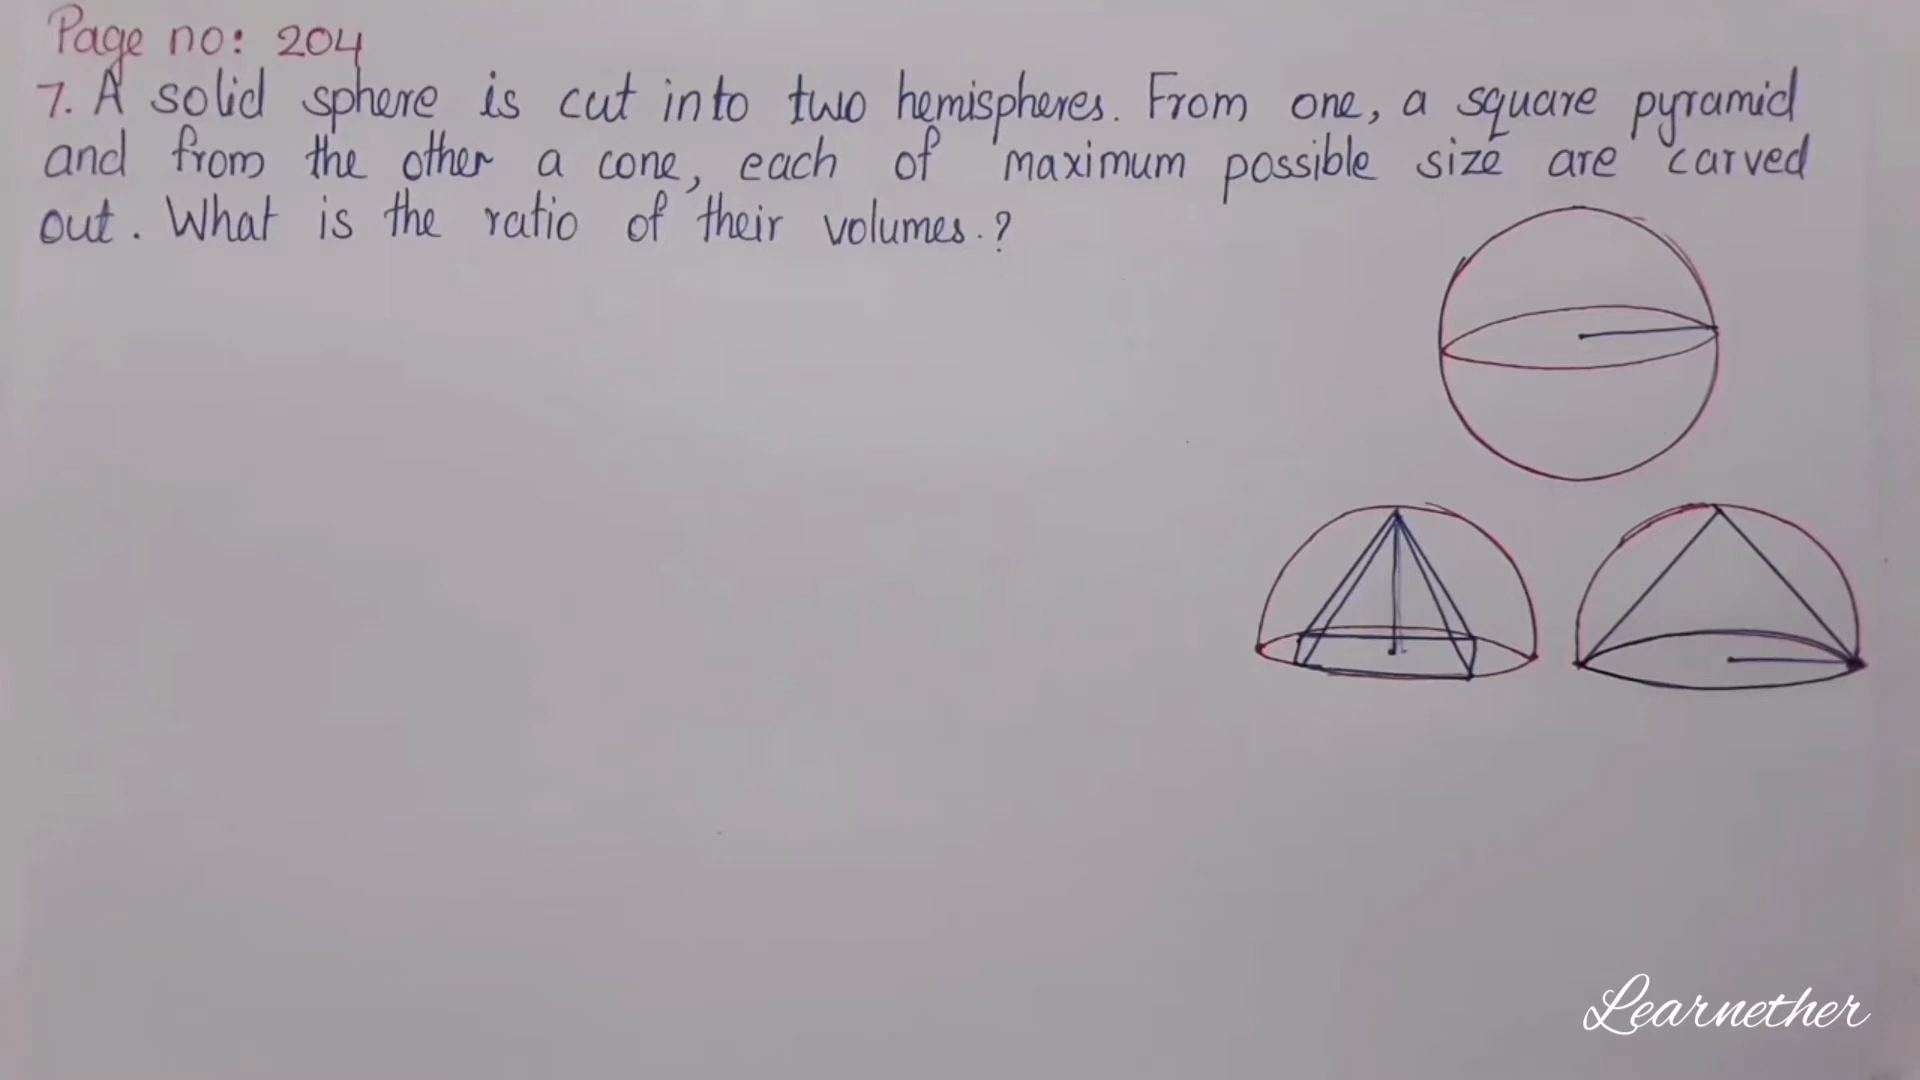 Page no: 204
7. A solid sphere is cut into two hemispheres. From one, a square pyramid
and from the other a cone, each of maximum possible size are carved
out. What is the ratio of their volumes.?
Learnether